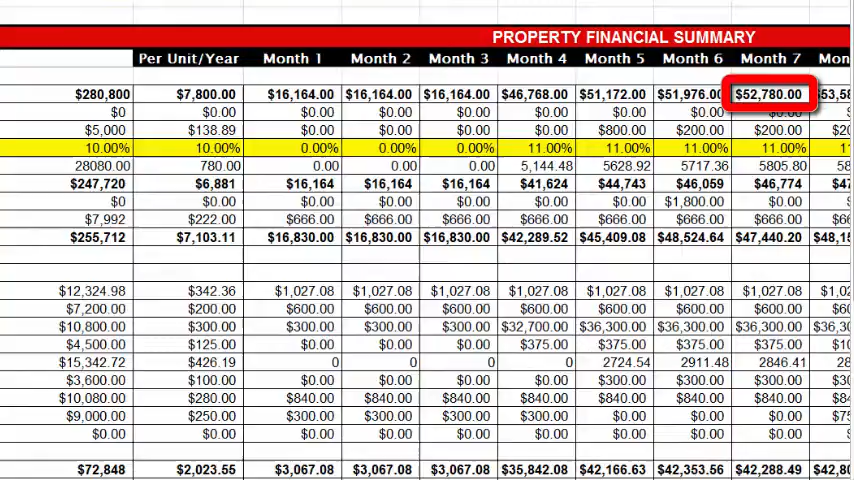 PROPERTY FINANCIAL SUMMARY
Per Unit/Year Month 1 Month 2 Month 3 Month 4 Month 5 Month 6 Month 7
$280,800 $7,800.00 $16,164.00 $16,164.00 $16,164.00 $46,768.00 $51,172.00 $51,976.00 $52,780.00
$0 $0.00 $0.00 $0.00 $0.00 $0.00 $0.00 $0.00 $0.00
$5,000 $138.89 $0.00 $0.00 $0.00 $0.00 $800.00 $200.00 $200.00
10.00% 10.00% 0.00% 0.00% 0.00% 11.00% 11.00% 11.00% 11.00%
28080.00 780.00 0.00 0.00 0.00 5,144.48 5628.92 5717.36 5805.80
$247,720 $6,881 $16,164 $16,164 $16,164 $41,624 $44,743 $46,059 $46,774
$0 $0.00 $0.00 $0.00 $0.00 $0.00 $0.00 $1,800.00 $0.00
$7,992 $222.00 $666.00 $666.00 $666.00 $666.00 $666.00 $666.00 $666.00
$255,712 $7,103.11 $16,830.00 $16,830.00 $16,830.00 $42,289.52 $45,409.08 $48,524.64 $47,440.20
$12,324.98 $342.36 $1,027.08 $1,027.08 $1,027.08 $1,027.08 $1,027.08 $1,027.08 $1,027.08
$7,200.00 $200.00 $600.00 $600.00 $600.00 $600.00 $600.00 $600.00 $600.00
$10,800.00 $300.00 $300.00 $300.00 $300.00 $32,700.00 $36,300.00 $36,300.00 $36,300.00
$4,500.00 $125.00 $0.00 $0.00 $0.00 $375.00 $375.00 $375.00 $375.00
$15,342.72 $426.19 0 0 0 0 2724.54 2911.48 2846.41
$3,600.00 $100.00 $0.00 $0.00 $0.00 $0.00 $300.00 $300.00 $300.00
$10,080.00 $280.00 $840.00 $840.00 $840.00 $840.00 $840.00 $840.00 $840.00
$9,000.00 $250.00 $300.00 $300.00 $300.00 $300.00 $0.00 $0.00 $0.00
$0.00 $0.00 $0.00 $0.00 $0.00 $0.00 $0.00 $0.00 $0.00
$72,848 $2,023.55 $3,067.08 $3,067.08 $3,067.08 $35,842.08 $42,166.63 $42,353.56 $42,288.49